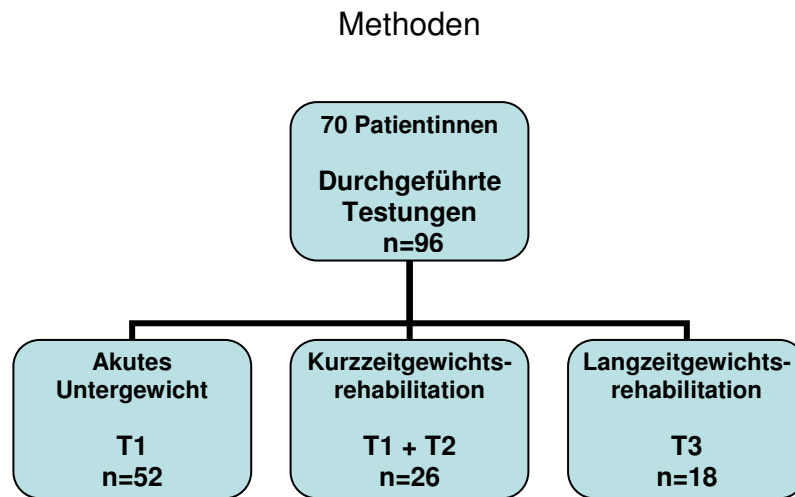 Methoden
70 Patientinnen
Durchgeführte
Testungen
n=96
Akutes
Untergewicht
T1
n=52
Kurzzeitgewichts-
rehabilitation
T1 + T2
n=26
Langzeitgewichts-
rehabilitation
T3
n=18